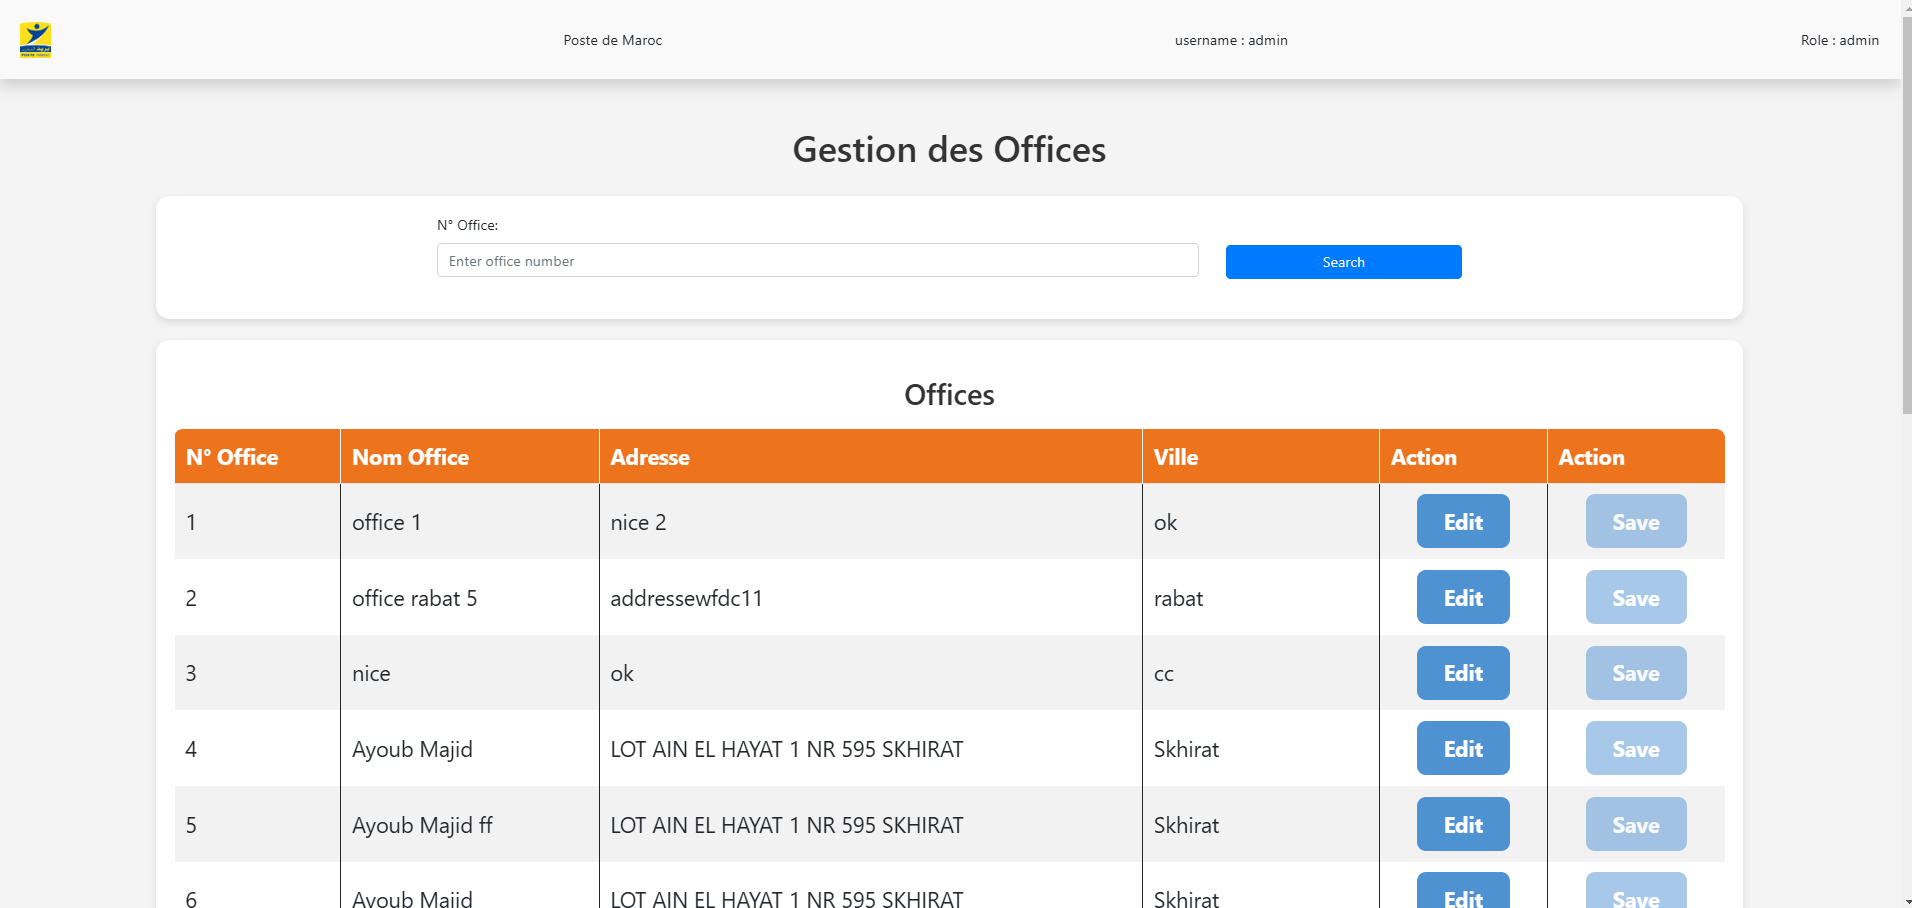 Poste de Maroc username : admin Role : admin
Gestion des Offices
N° Office:
Enter office number Search
Offices
N° Office Nom Office Adresse Ville Action Action
1 office 1 nice 2 ok Edit Save
2 office rabat 5 addressewfdc11 rabat Edit Save
3 nice ok cc Edit Save
4 Ayoub Majid LOT AIN EL HAYAT 1 NR 595 SKHIRAT Skhirat Edit Save
5 Ayoub Majid ff LOT AIN EL HAYAT 1 NR 595 SKHIRAT Skhirat Edit Save
6 Ayoub Majid LOT AIN EL HAYAT 1 NR 595 SKHIRAT Skhirat Edit Save